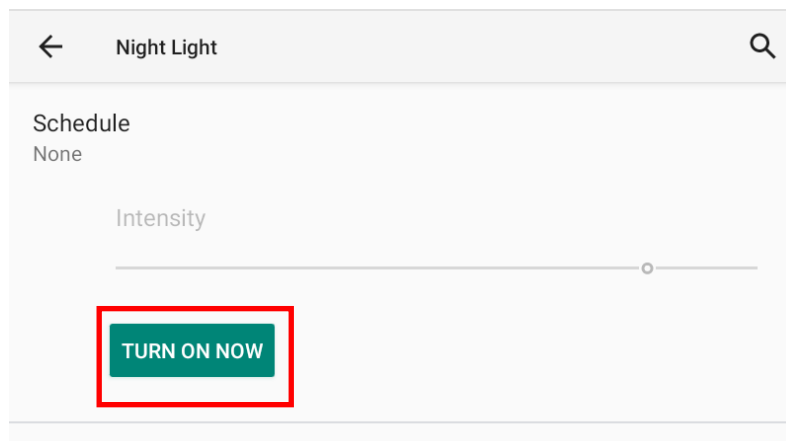 Night Light
Schedule
None
Intensity
TURN ON NOW